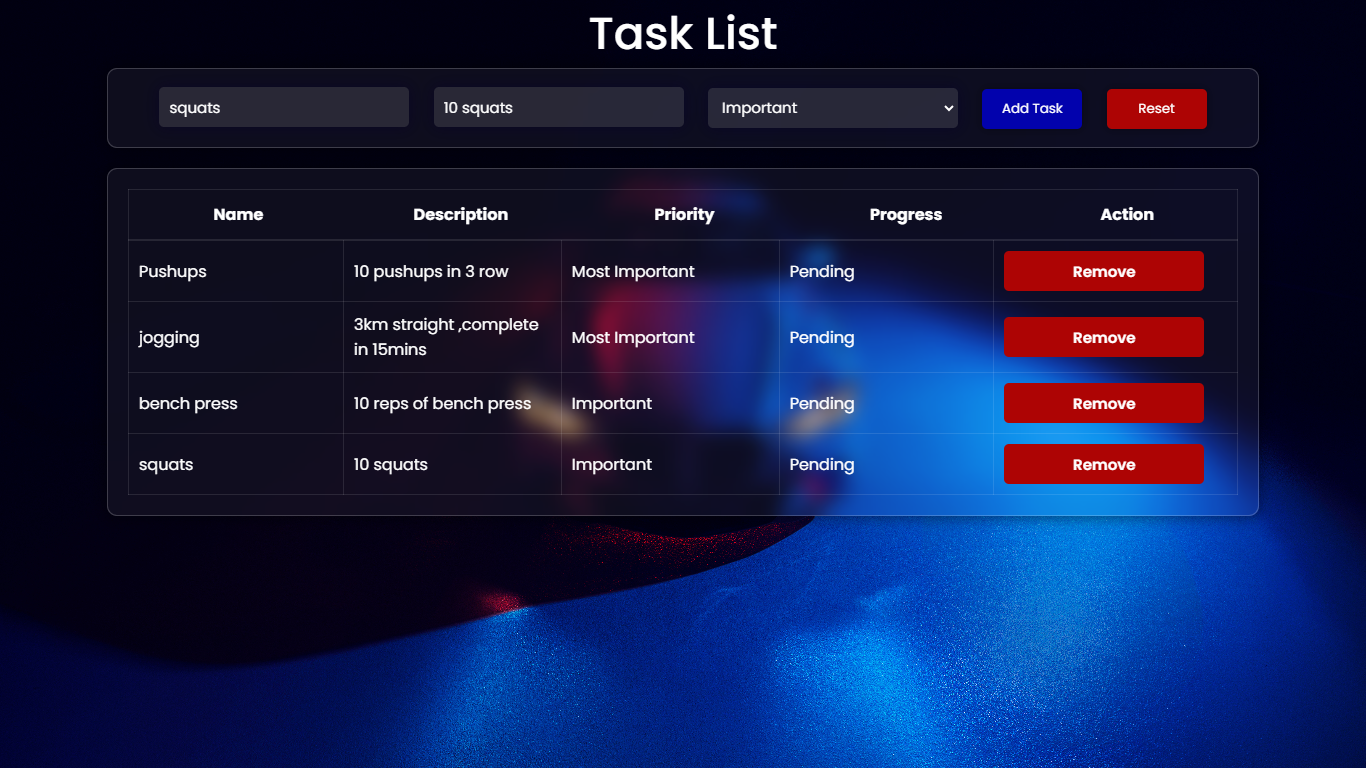 Task List
squats 10 squats Important Add Task Reset
Name Description Priority Progress Action
Pushups 10 pushups in 3 row Most Important Pending Remove
jogging 3km straight ,complete in 15mins Most Important Pending Remove
bench press 10 reps of bench press Important Pending Remove
squats 10 squats Important Pending Remove